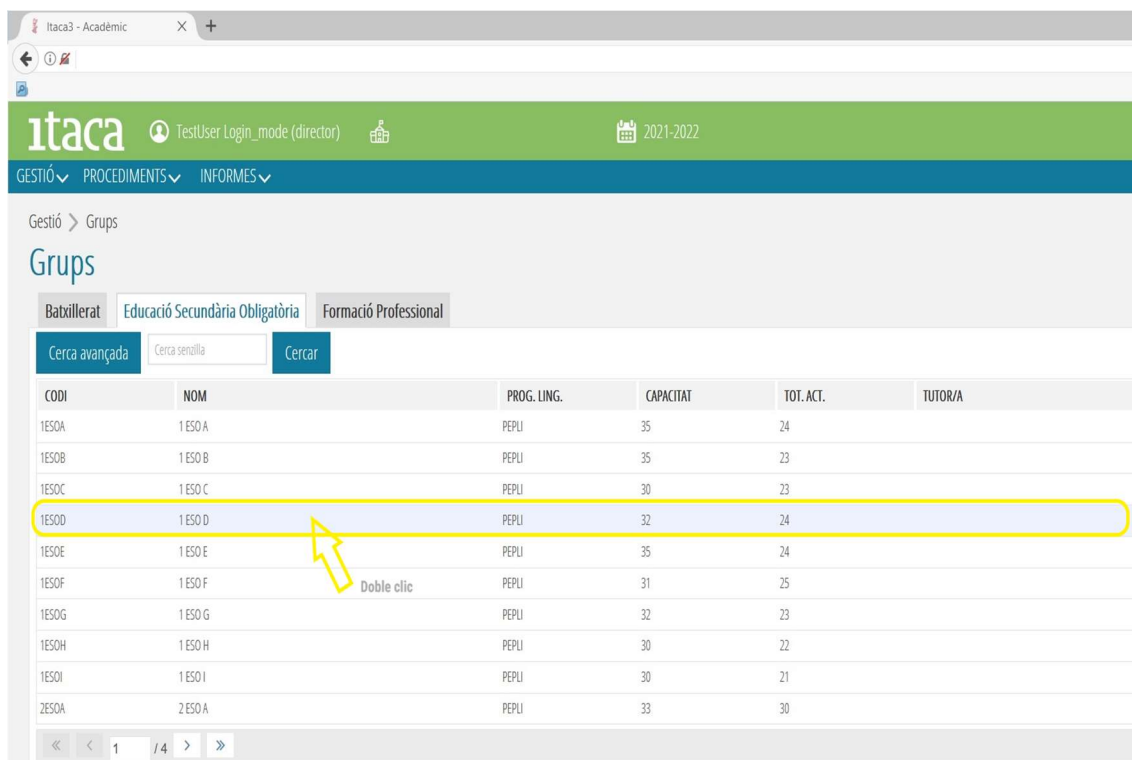 Itaca3 - Acadèmic
ıtaca TestUser Login_mode (director) 2021-2022
GESTIÓ PROCEDIMENTS INFORMES
Gestió > Grups
Grups
Batxillerat Educació Secundària Obligatòria Formació Professional
Cerca avançada Cerca senzilla Cercar
CODI NOM PROG. LING. CAPACITAT TOT. ACT. TUTOR/A
1ESOA 1 ESO A PEPLI 35 24
1ESOB 1 ESO B PEPLI 35 23
1ESOC 1 ESO C PEPLI 30 23
1ESOD 1 ESO D PEPLI 32 24
1ESOE 1 ESO E PEPLI 35 24
1ESOF 1 ESO F PEPLI 31 25
Doble clic
1ESOG 1 ESO G PEPLI 32 23
1ESOH 1 ESO H PEPLI 30 22
1ESOI 1 ESO I PEPLI 30 21
2ESOA 2 ESO A PEPLI 33 30
« < 1 / 4 > »